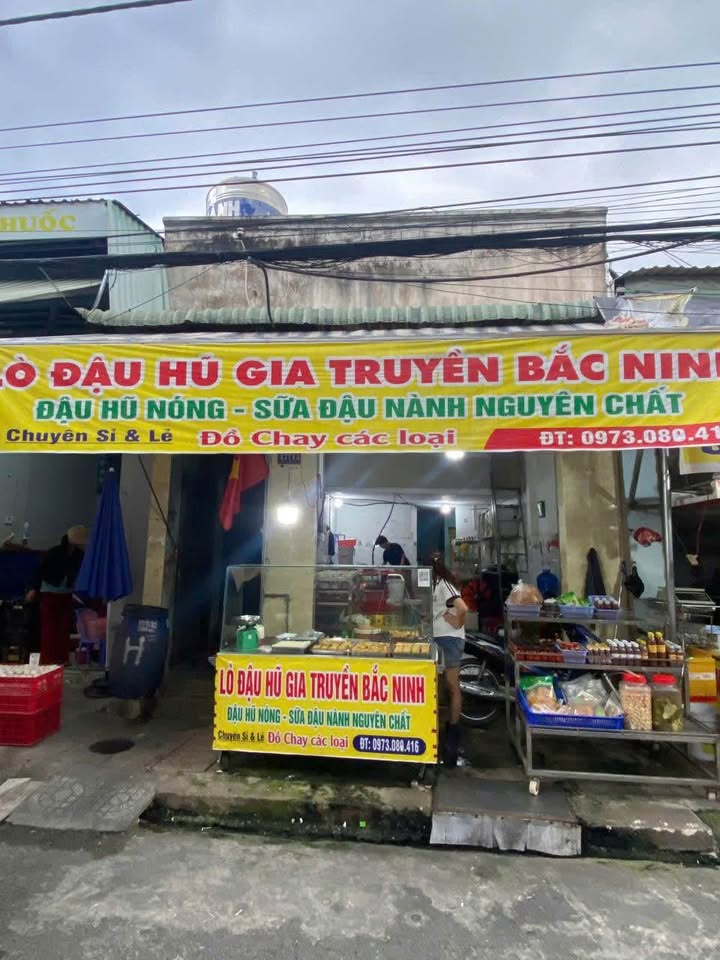 HUỐC
LÒ ĐẬU HŨ GIA TRUYỀN BẮC NINH
ĐẬU HŨ NÓNG - SỮA ĐẬU NÀNH NGUYÊN CHẤT
Chuyên Sỉ & Lẻ Đồ Chay các loại ĐT: 0973.080.41
LÒ ĐẬU HŨ GIA TRUYỀN BẮC NINH
ĐẬU HŨ NÓNG - SỮA ĐẬU NÀNH NGUYÊN CHẤT
Chuyên Sỉ & Lẻ Đồ Chay các loại ĐT: 0973.080.416
H